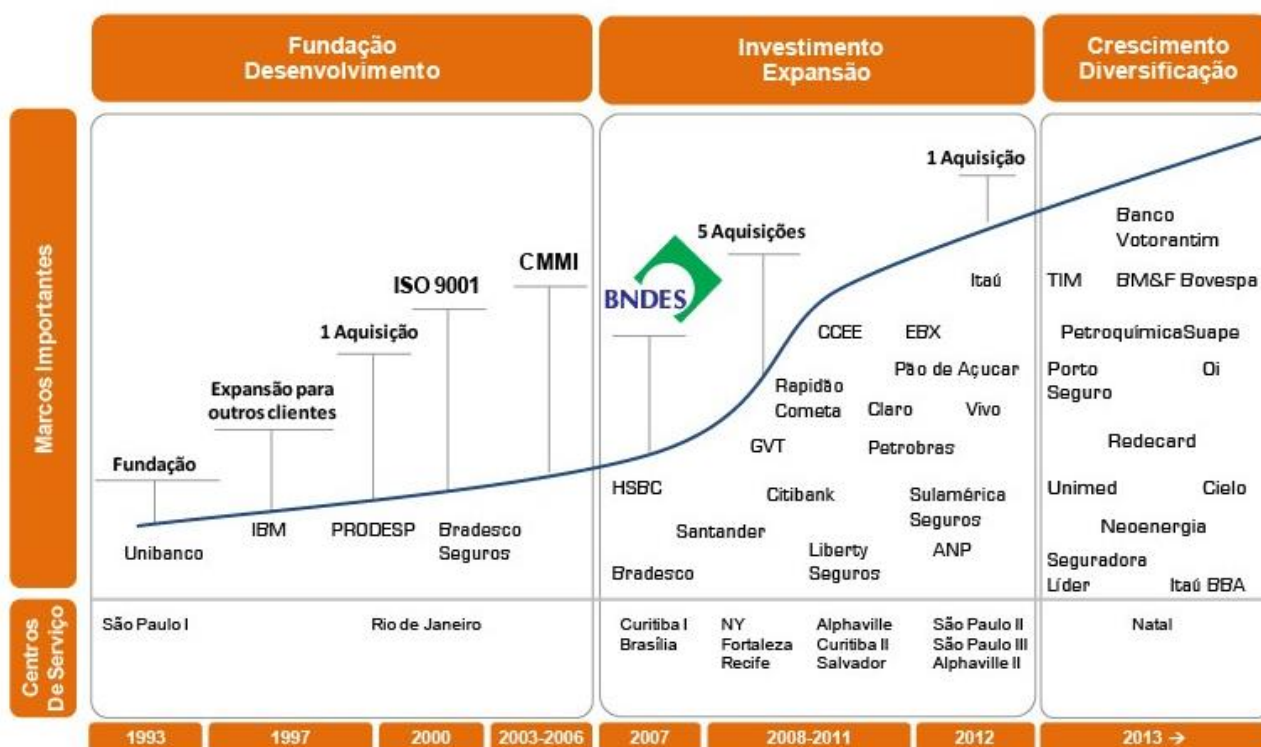 Fundação
Desenvolvimento
Investimento
Expansão
Crescimento
Diversificação
Marcos Importantes
Fundação
Expansão para
outros clientes
1 Aquisição
ISO 9001
CMMI
BNDES
5 Aquisições
1 Aquisição
Unibanco
IBM
PRODESP
Bradesco
Seguros
HSBC
Santander
Bradesco
GVT
Rapidão
Cometa
Citibank
Liberty
Seguros
CCEE
EBX
Itaú
Pão de Açucar
Claro
Vivo
Petrobras
Sulamérica
Seguros
ANP
Banco
Votorantim
TIM
BM&F Bovespa
PetroquímicaSuape
Porto
Seguro
Oi
Redecard
Unimed
Cielo
Neoenergia
Seguradora
Líder
Itaú BBA
Centros
De Serviço
São Paulo I
Rio de Janeiro
Curitiba I
Brasília
NY
Fortaleza
Recife
Alphaville
Curitiba II
Salvador
São Paulo II
São Paulo III
Alphaville II
Natal
1993
1997
2000
2003-2006
2007
2008-2011
2012
2013 →